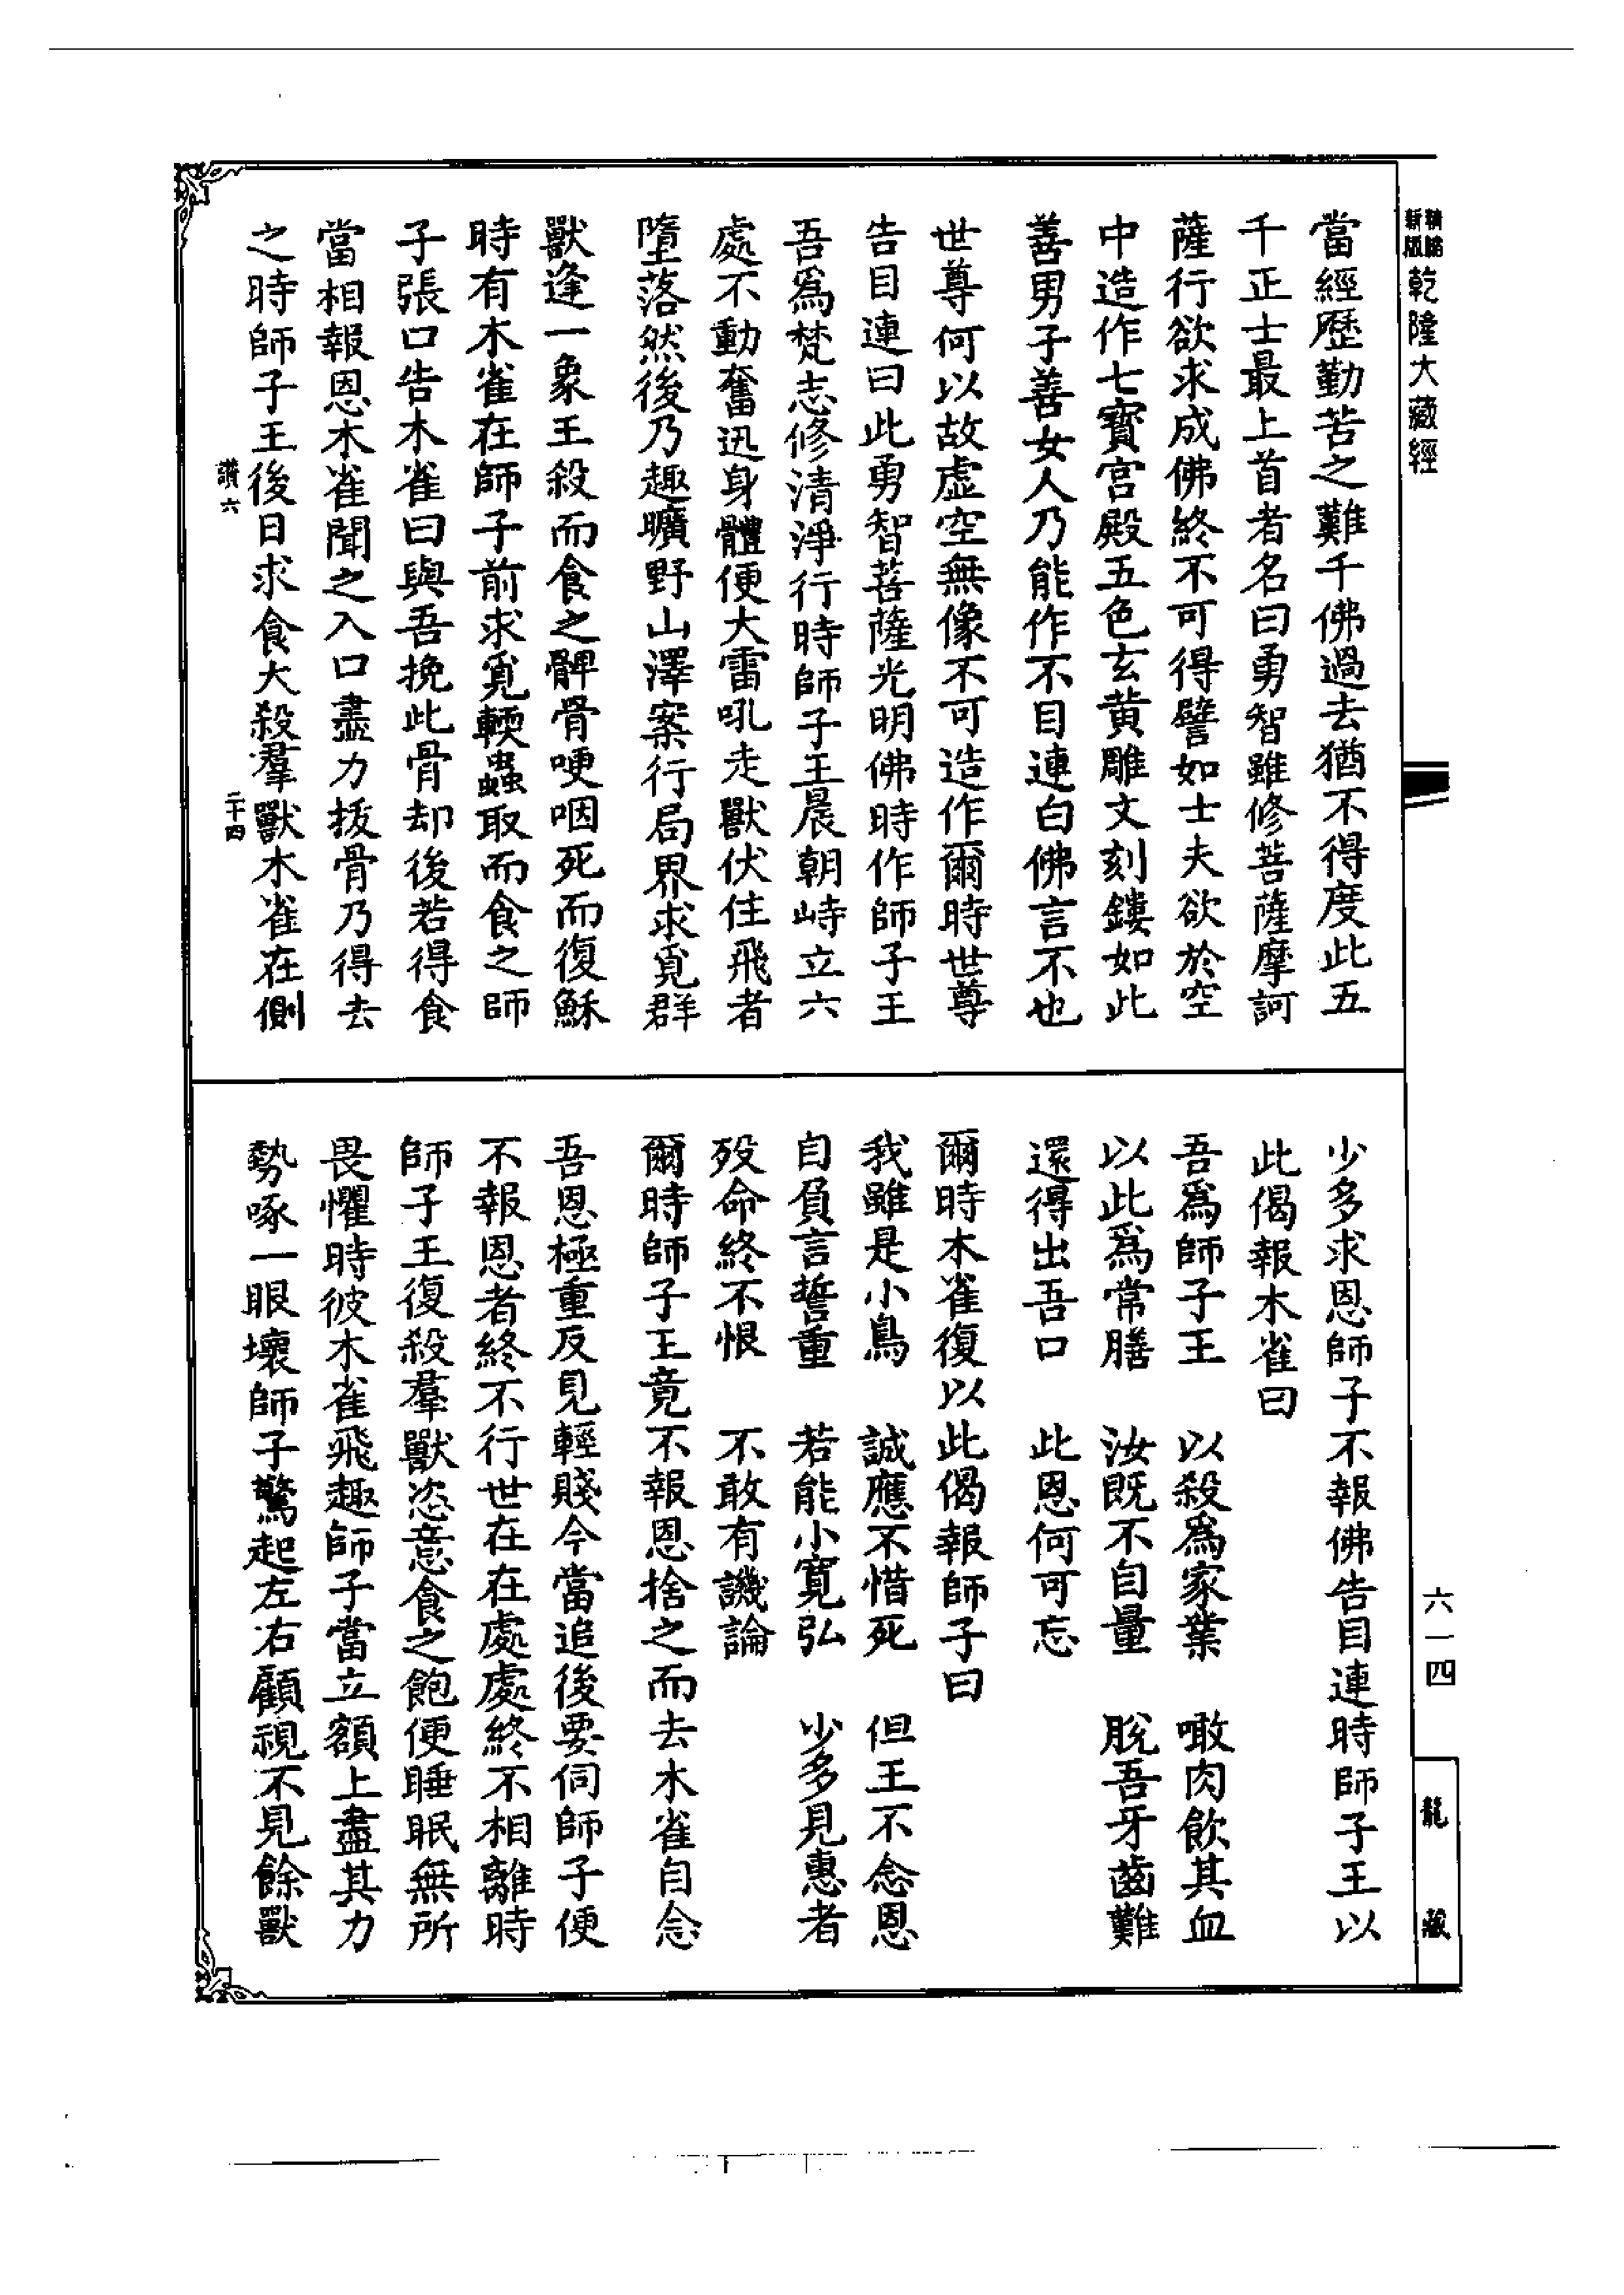 新編縮版乾隆大藏經
當經歷勤苦之難千佛過去猶不得度此五
千正士最上首者名曰勇智雖修菩薩摩訶
薩行欲求成佛終不可得譬如士夫欲於空
中造作七寶宮殿五色玄黃雕文刻鏤如此
善男子善女人乃能作不目連白佛言不也
世尊何以故虛空無像不可造作爾時世尊
告目連曰此勇智菩薩光明佛時作師子王
吾爲梵志修清淨行時師子王晨朝峙立六
處不動奮迅身體便大雷吼走獸伏住飛者
墮落然後乃趣曠野山澤案行局界求覓群
獸逢一象王殺而食之髀骨哽咽死而復穌
時有木雀在師子前求覓輭蟲取而食之師
子張口告木雀曰與吾挽此骨却後若得食
當相報恩木雀聞之入口盡力拔骨乃得去
之時師子王後日求食大殺羣獸木雀在側
讚六
二十四
少多求恩師子不報佛告目連時師子王以
此偈報木雀曰
吾爲師子王　以殺爲家業　噉肉飲其血
以此爲常膳　汝既不自量　脫吾牙齒難
還得出吾口　此恩何可忘
爾時木雀復以此偈報師子曰
我雖是小鳥　誠應不惜死　但王不念恩
自負言誓重　若能小寬弘　少多見惠者
歿命終不恨　不敢有譏論
爾時師子王竟不報恩捨之而去木雀自念
吾恩極重反見輕賤今當追後要伺師子便
不報恩者終不行世在在處處終不相離時
師子王復殺羣獸恣意食之飽便睡眠無所
畏懼時彼木雀飛趣師子當立額上盡其力
勢啄一眼壞師子驚起左右顧視不見餘獸
六一四
龍藏